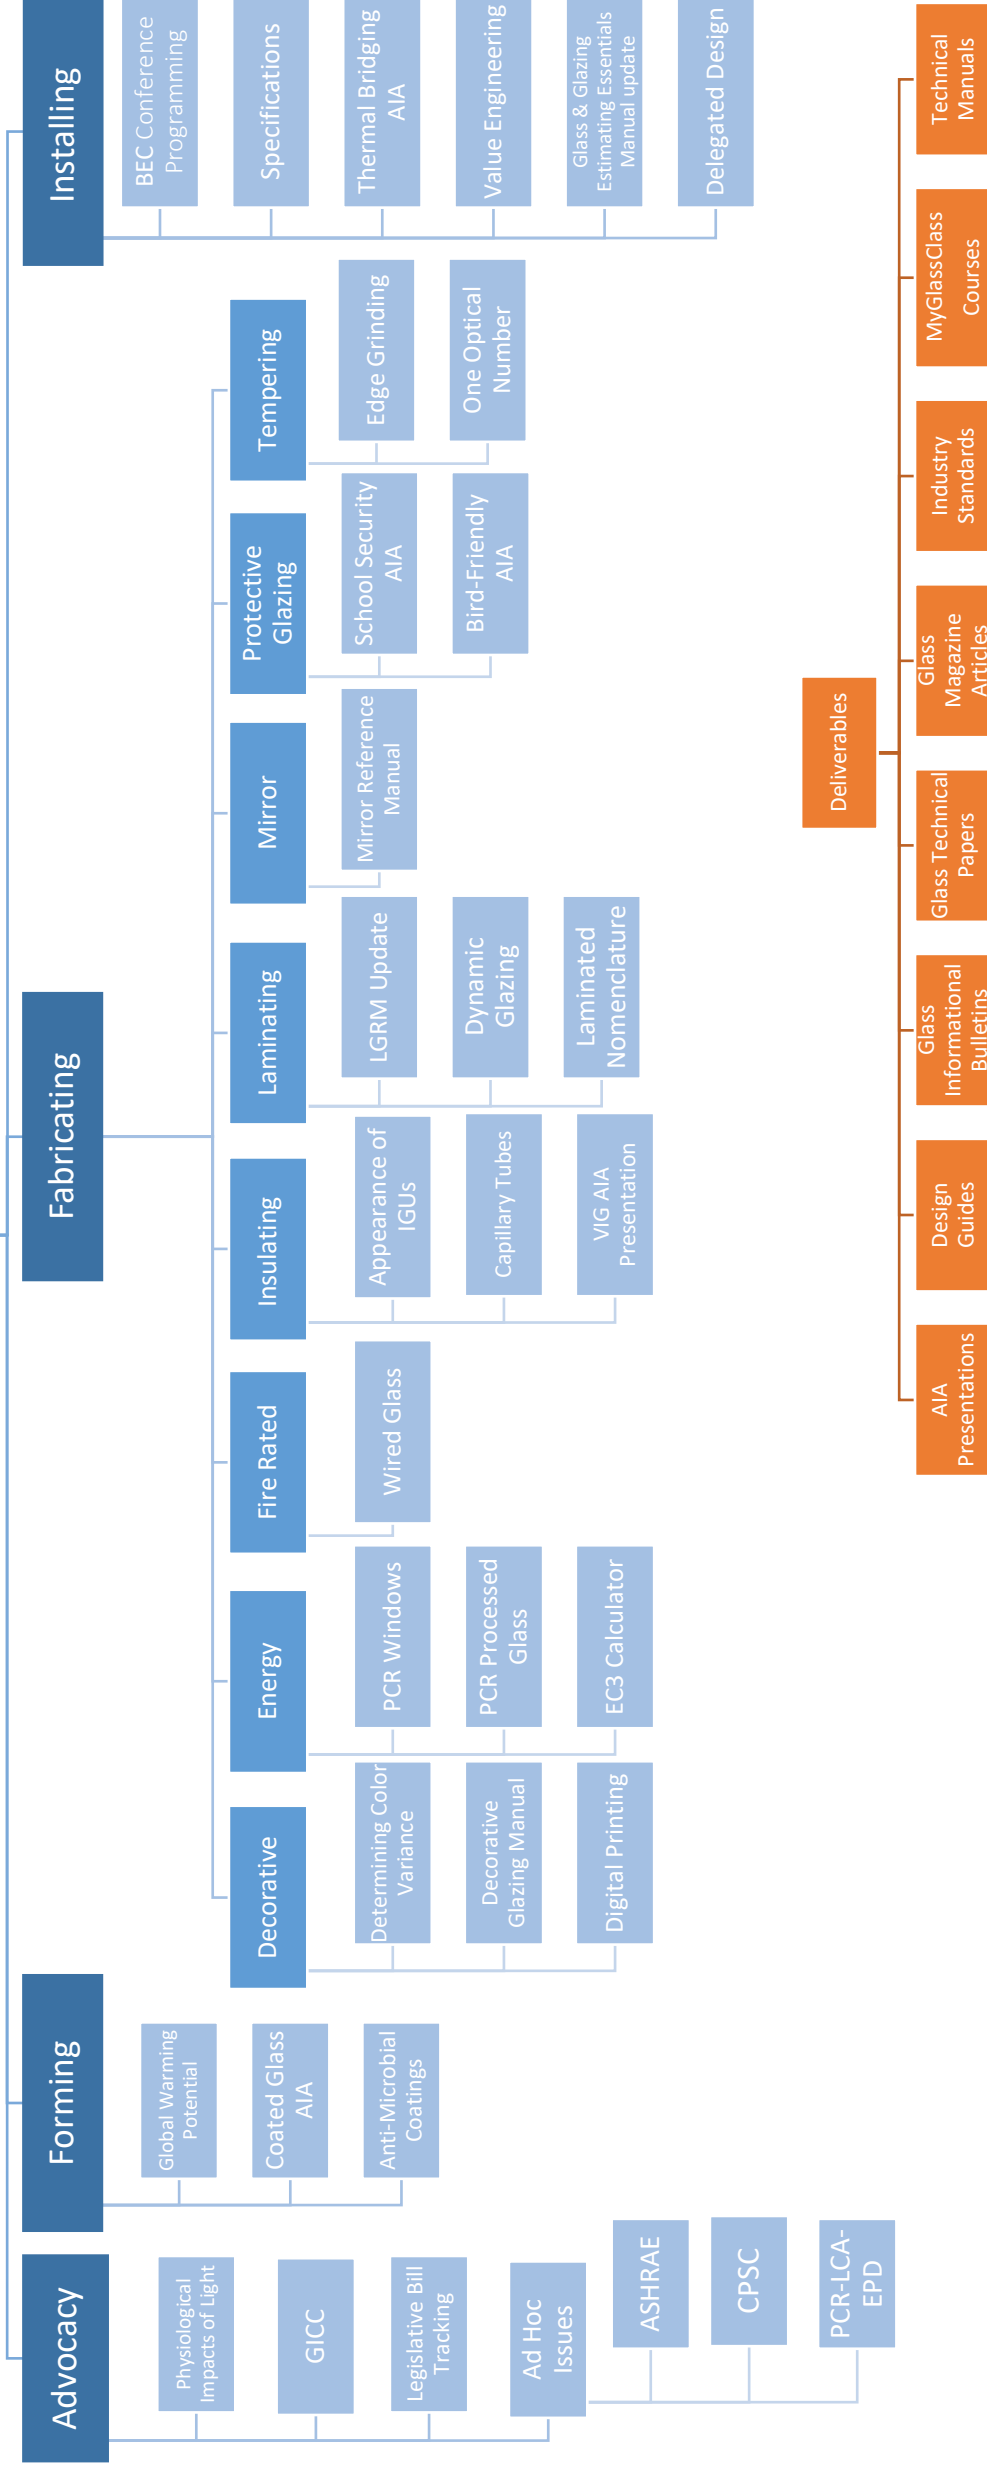 Advocacy
Physiological
Impacts of Light
GICC
Legislative Bill
Tracking
Ad Hoc
Issues
ASHRAE
CPSC
PCR-LCA-
EPD
Forming
Global Warming
Potential
Coated Glass
AIA
Anti-Microbial
Coatings
Fabricating
Decorative
Determining Color
Variance
Decorative
Glazing Manual
Digital Printing
Energy
PCR Windows
PCR Processed
Glass
EC3 Calculator
Fire Rated
Wired Glass
Insulating
Appearance of
IGUs
Capillary Tubes
VIG AIA
Presentation
Laminating
LGRM Update
Dynamic
Glazing
Laminated
Nomenclature
Mirror
Mirror Reference
Manual
Protective
Glazing
School Security
AIA
Bird-Friendly
AIA
Tempering
Edge Grinding
One Optical
Number
Installing
BEC Conference
Programming
Specifications
Thermal Bridging
AIA
Value Engineering
Glass & Glazing
Estimating Essentials
Manual update
Delegated Design
Deliverables
AIA
Presentations
Design
Guides
Glass
Informational
Bulletins
Glass Technical
Papers
Glass
Magazine
Articles
Industry
Standards
MyGlassClass
Courses
Technical
Manuals